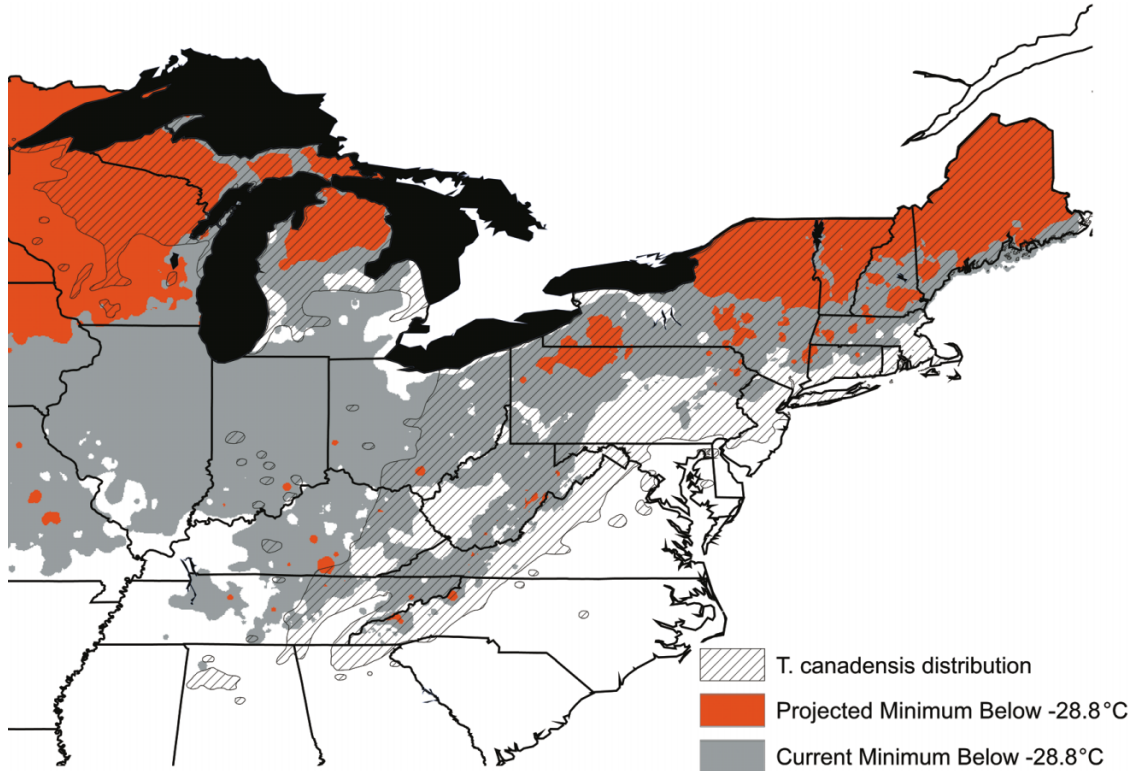 T. canadensis distribution
Projected Minimum Below -28.8°C
Current Minimum Below -28.8°C